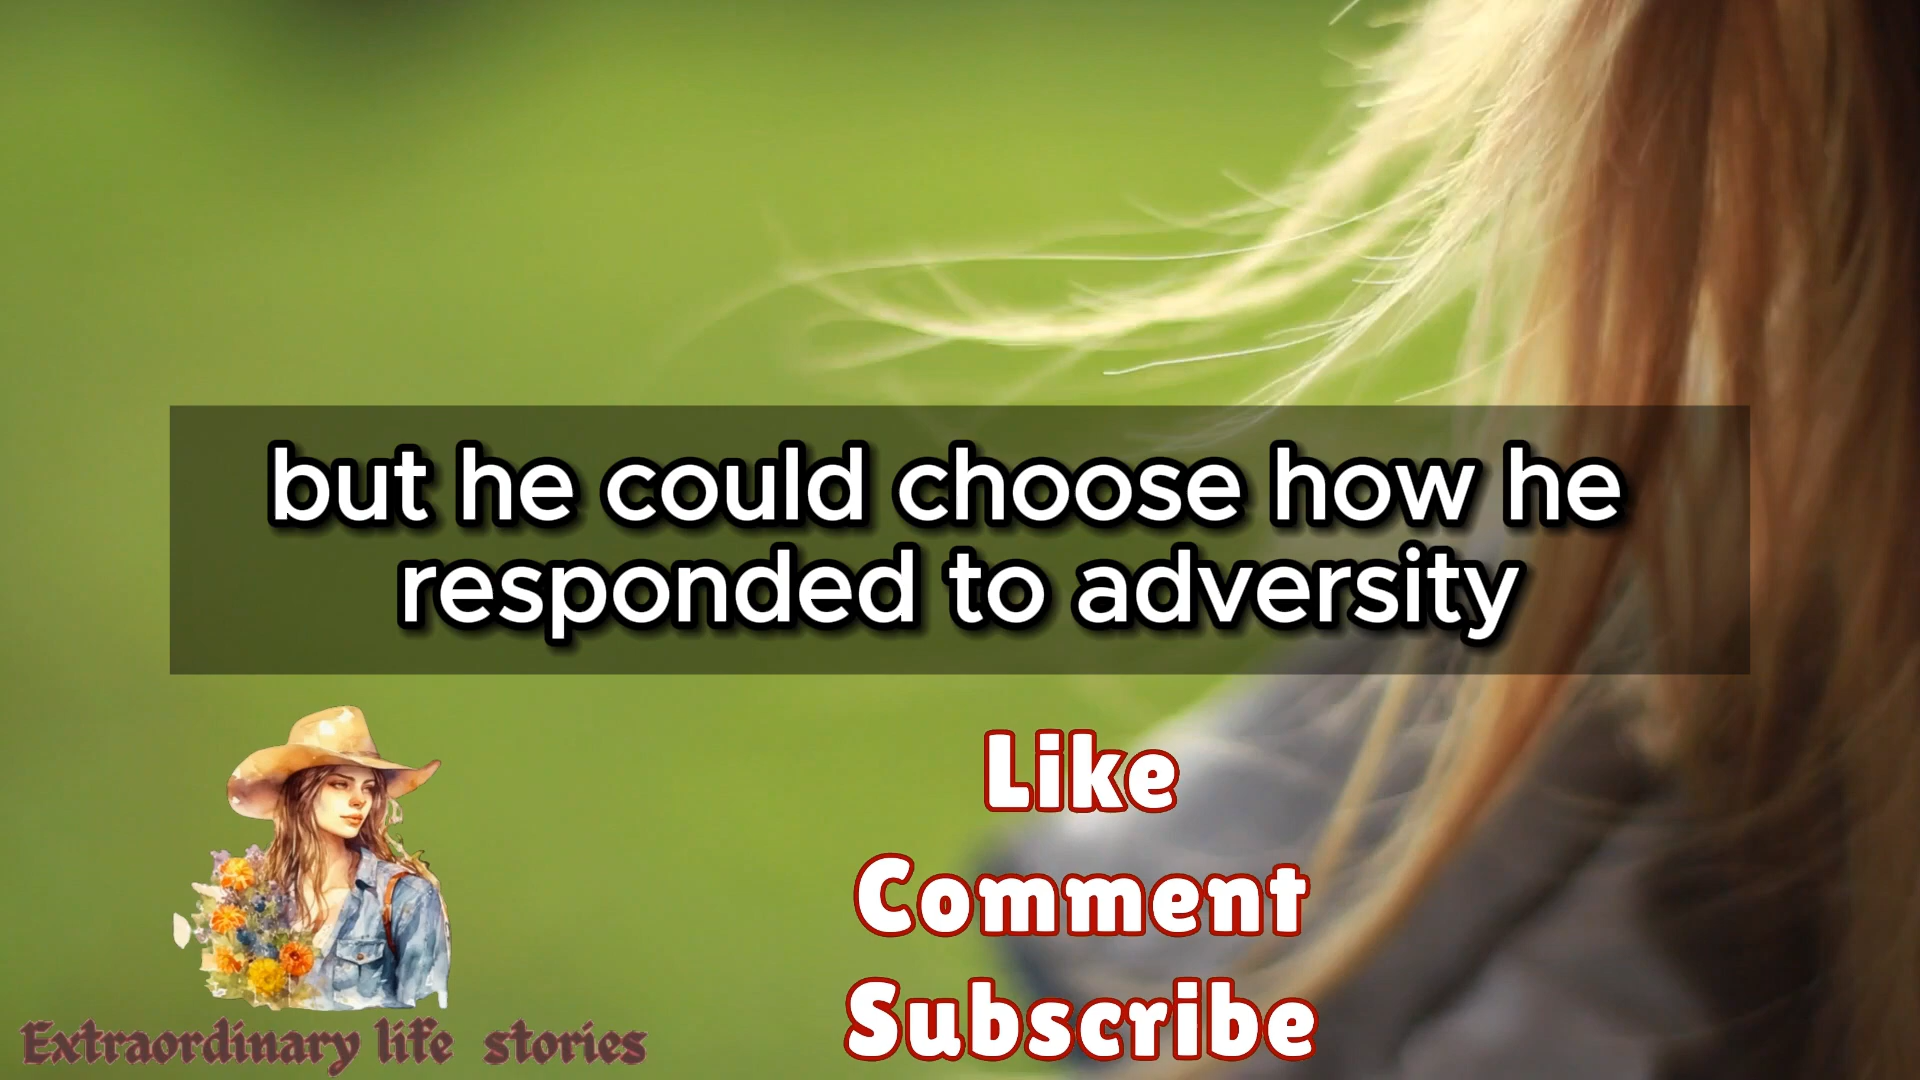 but he could choose how he
responded to adversity
Like
Comment
Subscribe
Extraordinary life stories